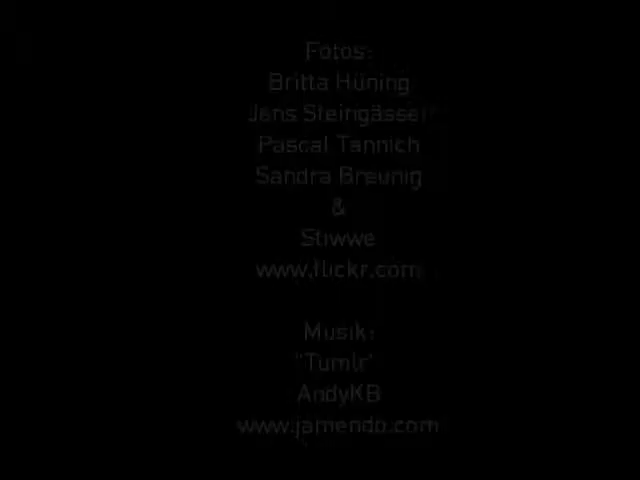 Fotos:
Britta Hüning
Jens Steingässer
Pascal Tannich
Sandra Breunig
&
Stiwwe
www.flickr.com
Musik:
"Tumlr"
AndyKB
www.jamendo.com